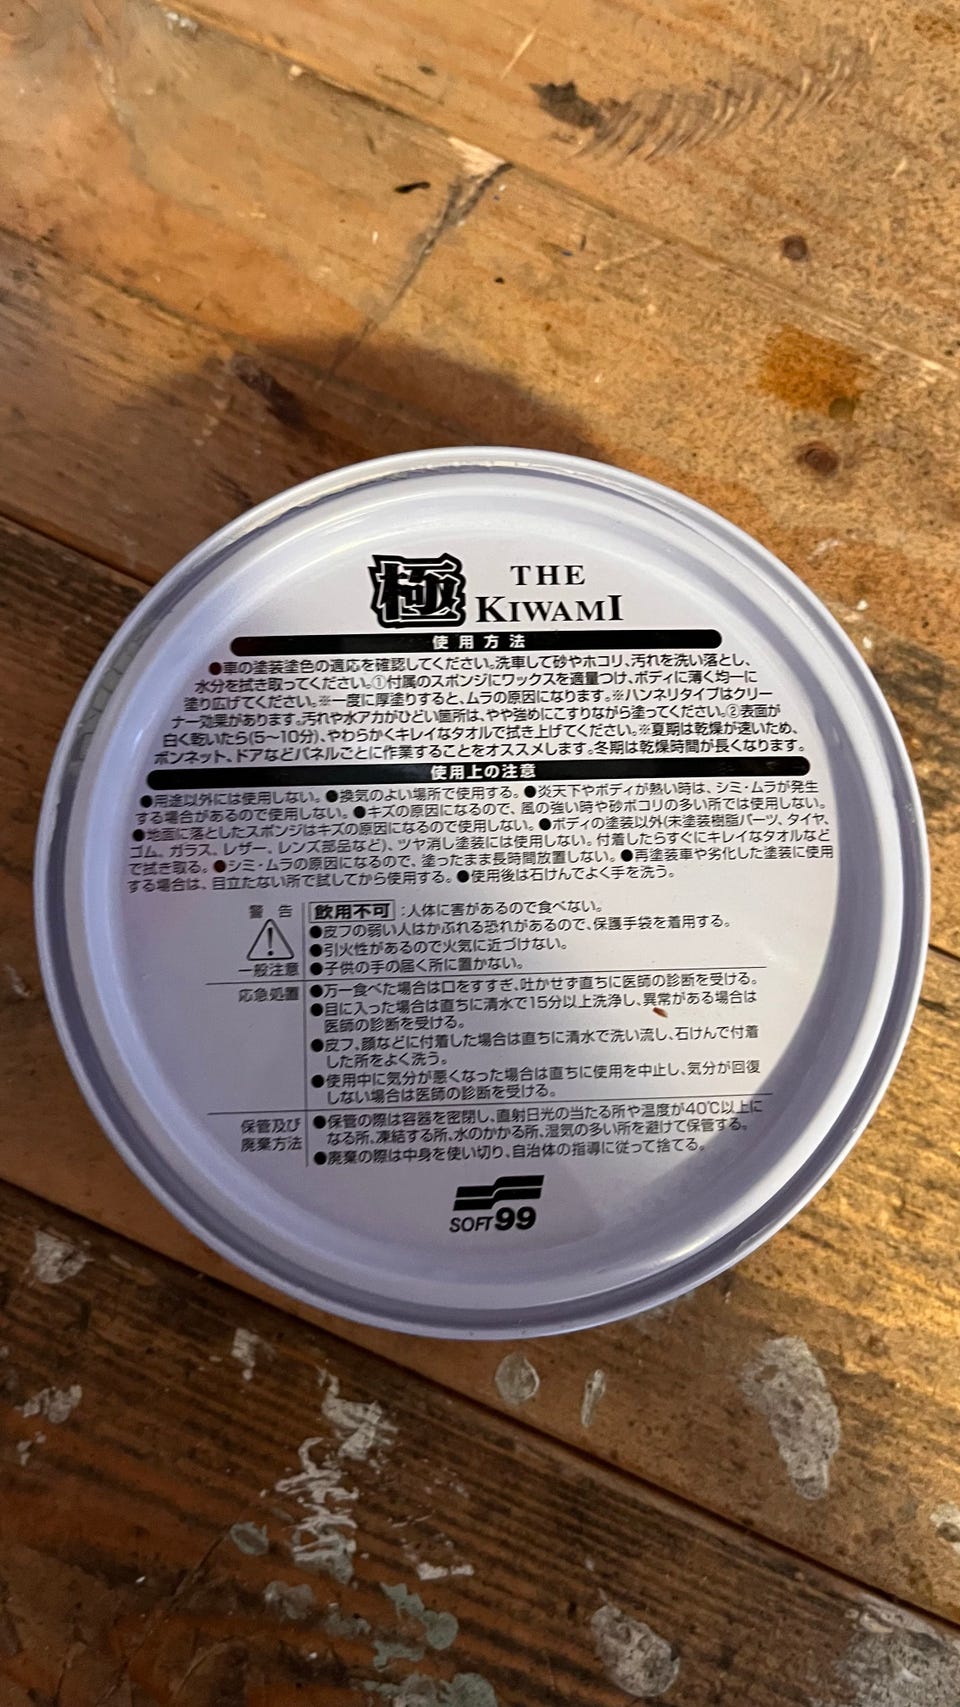 極 THE KIWAMI
使用方法
●車の塗装塗色の適応を確認してください。洗車して砂やホコリ、汚れを洗い落とし、
水分を拭き取ってください。①付属のスポンジにワックスを適量つけ、ボディに薄く均一に
塗り広げてください。※一度に厚塗りすると、ムラの原因になります。※ハンネリタイプはクリー
ナー効果があります。汚れや水アカがひどい箇所は、やや強めにこすりながら塗ってください。②表面が
白く乾いたら(5〜10分)、やわらかくキレイなタオルで拭き上げてください。※夏期は乾燥が速いため、
ボンネット、ドアなどパネルごとに作業することをオススメします。冬期は乾燥時間が長くなります。
使用上の注意
●用途以外には使用しない。●換気のよい場所で使用する。●炎天下やボディが熱い時は、シミ・ムラが発生
する場合があるので使用しない。●キズの原因になるので、風の強い時や砂ボコリの多い所では使用しない。
●地面に落としたスポンジはキズの原因になるので使用しない。●ボディの塗装以外(未塗装樹脂パーツ、タイヤ、
ゴム、ガラス、レザー、レンズ部品など)、ツヤ消し塗装には使用しない。付着したらすぐにキレイなタオルなど
で拭き取る。●シミ・ムラの原因になるので、塗ったまま長時間放置しない。●再塗装車や劣化した塗装に使用
する場合は、目立たない所で試してから使用する。●使用後は石けんでよく手を洗う。
警告
一般注意
飲用不可:人体に害があるので食べない。
●皮フの弱い人はかぶれる恐れがあるので、保護手袋を着用する。
●引火性があるので火気に近づけない。
●子供の手の届く所に置かない。
応急処置
●万一食べた場合は口をすすぎ、吐かせず直ちに医師の診断を受ける。
●目に入った場合は直ちに清水で15分以上洗浄し、異常がある場合は
医師の診断を受ける。
●皮フ、顔などに付着した場合は直ちに清水で洗い流し、石けんで付着
した所をよく洗う。
●使用中に気分が悪くなった場合は直ちに使用を中止し、気分が回復
しない場合は医師の診断を受ける。
保管及び
廃棄方法
●保管の際は容器を密閉し、直射日光の当たる所や温度が40℃以上に
なる所、凍結する所、水のかかる所、湿気の多い所を避けて保管する。
●廃棄の際は中身を使い切り、自治体の指導に従って捨てる。
SOFT99